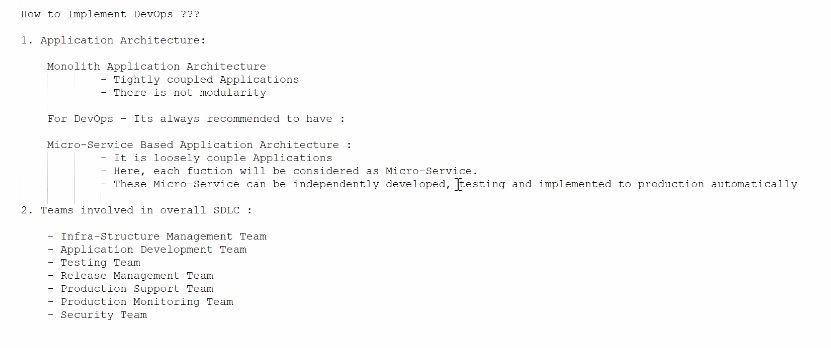 How to Implement DevOps ???
1. Application Architecture:
Monolith Application Architecture
- Tightly coupled Applications
- There is not modularity
For DevOps - Its always recommended to have :
Micro-Service Based Application Architecture :
- It is loosely couple Applications
- Here, each fuction will be considered as Micro-Service.
- These Micro Service can be independently developed, testing and implemented to production automatically
2. Teams involved in overall SDLC :
- Infra-Structure Management Team
- Application Development Team
- Testing Team
- Release Management Team
- Production Support Team
- Production Monitoring Team
- Security Team